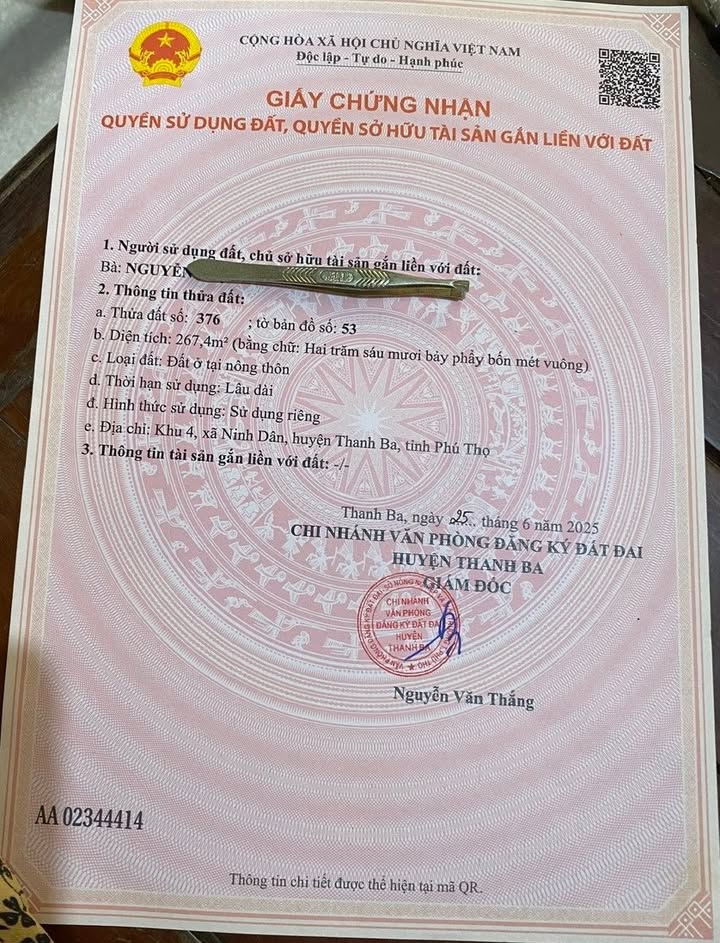 CỘNG HÒA XÃ HỘI CHỦ NGHĨA VIỆT NAM
Độc lập - Tự do - Hạnh phúc
GIẤY CHỨNG NHẬN
QUYỀN SỬ DỤNG ĐẤT, QUYỀN SỞ HỮU TÀI SẢN GẮN LIỀN VỚI ĐẤT
1. Người sử dụng đất, chủ sở hữu tài sản gắn liền với đất:
Bà: NGUYỄN
2. Thông tin thửa đất:
a. Thửa đất số: 376 ; tờ bản đồ số: 53
b. Diện tích: 267,4m² (bằng chữ: Hai trăm sáu mươi bảy phẩy bốn mét vuông)
c. Loại đất: Đất ở tại nông thôn
d. Thời hạn sử dụng: Lâu dài
đ. Hình thức sử dụng: Sử dụng riêng
e. Địa chỉ: Khu 4, xã Ninh Dân, huyện Thanh Ba, tỉnh Phú Thọ
3. Thông tin tài sản gắn liền với đất: -/-
Thanh Ba, ngày 25.. tháng 6 năm 2025
CHI NHÁNH VĂN PHÒNG ĐĂNG KÝ ĐẤT ĐAI
HUYỆN THANH BA
GIÁM ĐỐC
CHI NHÁNH
VĂN PHÒNG
ĐĂNG KÝ ĐẤT ĐAI
HUYỆN
THANH BA
Nguyễn Văn Thắng
AA 02344414
Thông tin chi tiết được thể hiện tại mã QR.